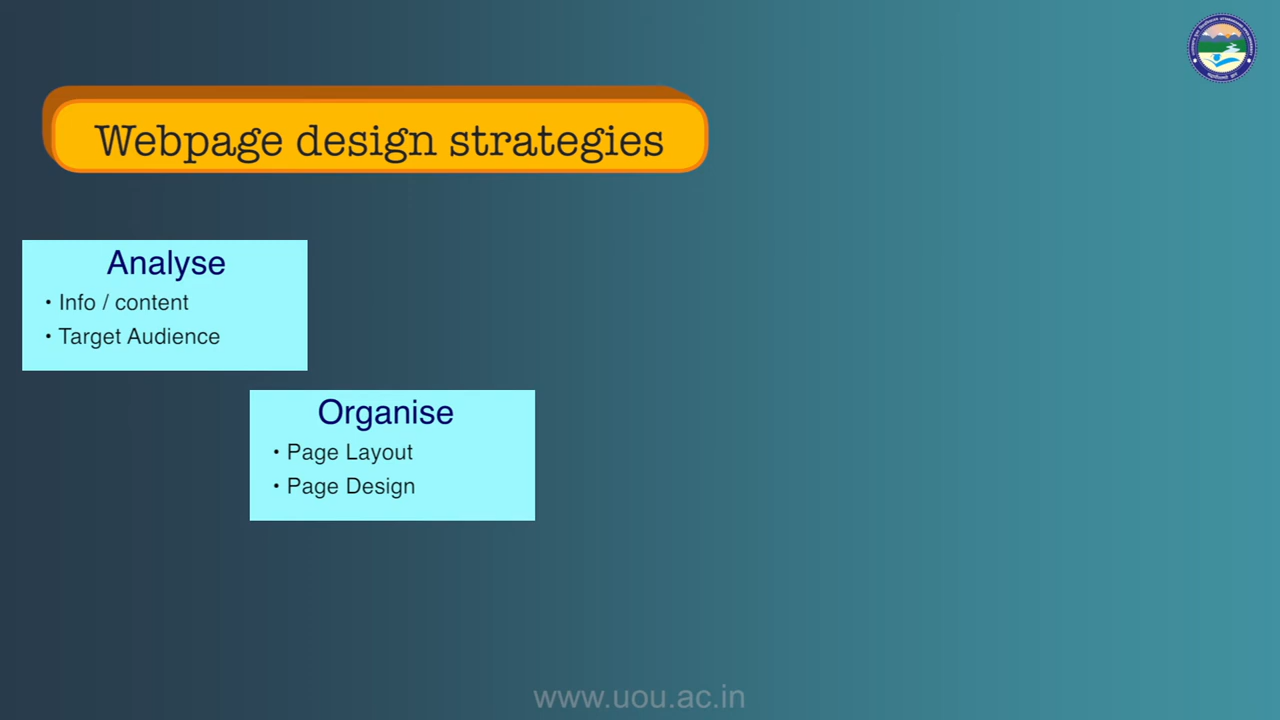 Webpage design strategies
Analyse
• Info / content
• Target Audience
Organise
• Page Layout
• Page Design
www.uou.ac.in